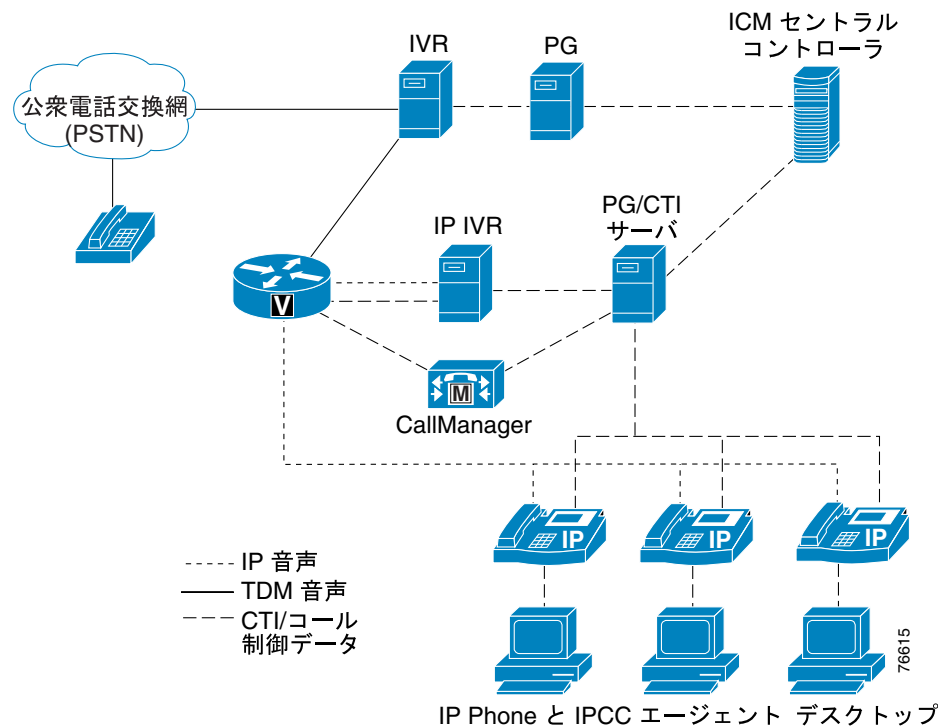 IVR
PG
ICM セントラル
コントローラ
公衆電話交換網
(PSTN)
IP IVR
PG/CTI
サーバ
V
M
CallManager
IP
IP
IP
IP 音声
TDM 音声
CTI/コール
制御データ
76615
IP Phone と IPCC エージェント デスクトップ